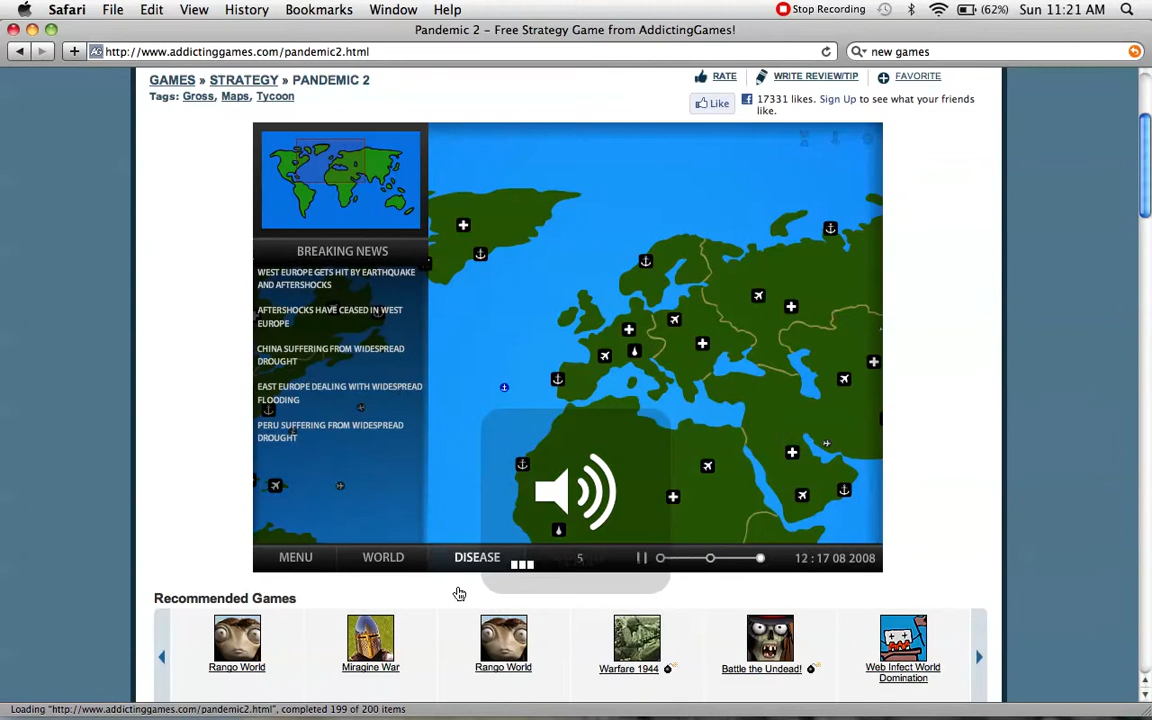 Safari File Edit View History Bookmarks Window Help Stop Recording (62%) Sun 11:21 AM
Pandemic 2 – Free Strategy Game from AddictingGames!
http://www.addictinggames.com/pandemic2.html new games
GAMES » STRATEGY » PANDEMIC 2 RATE WRITE REVIEW/TIP FAVORITE
Tags: Gross, Maps, Tycoon
Like 17331 likes. Sign Up to see what your friends
like.
BREAKING NEWS
WEST EUROPE GETS HIT BY EARTHQUAKE
AND AFTERSHOCKS
AFTERSHOCKS HAVE CEASED IN WEST
EUROPE
CHINA SUFFERING FROM WIDESPREAD
DROUGHT
EAST EUROPE DEALING WITH WIDESPREAD
FLOODING
PERU SUFFERING FROM WIDESPREAD
DROUGHT
MENU WORLD DISEASE 5 12 : 17 08 2008
Recommended Games
Rango World Miragine War Rango World Warfare 1944 Battle the Undead! Web Infect World
Domination
Loading "http://www.addictinggames.com/pandemic2.html", completed 199 of 200 items